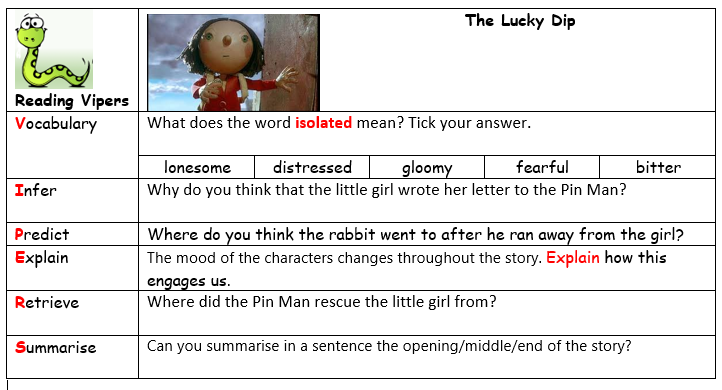 The Lucky Dip
Reading Vipers
Vocabulary
What does the word isolated mean? Tick your answer.
lonesome distressed gloomy fearful bitter
Infer
Why do you think that the little girl wrote her letter to the Pin Man?
Predict
Where do you think the rabbit went to after he ran away from the girl?
Explain
The mood of the characters changes throughout the story. Explain how this
engages us.
Retrieve
Where did the Pin Man rescue the little girl from?
Summarise
Can you summarise in a sentence the opening/middle/end of the story?